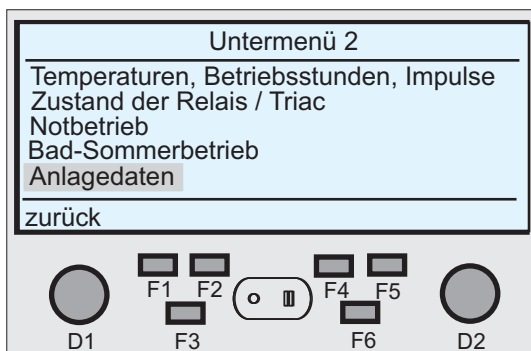 Untermenü 2
Temperaturen, Betriebsstunden, Impulse
Zustand der Relais / Triac
Notbetrieb
Bad-Sommerbetrieb
Anlagedaten
zurück
F1 F2 F4 F5
D1 F3 F6 D2